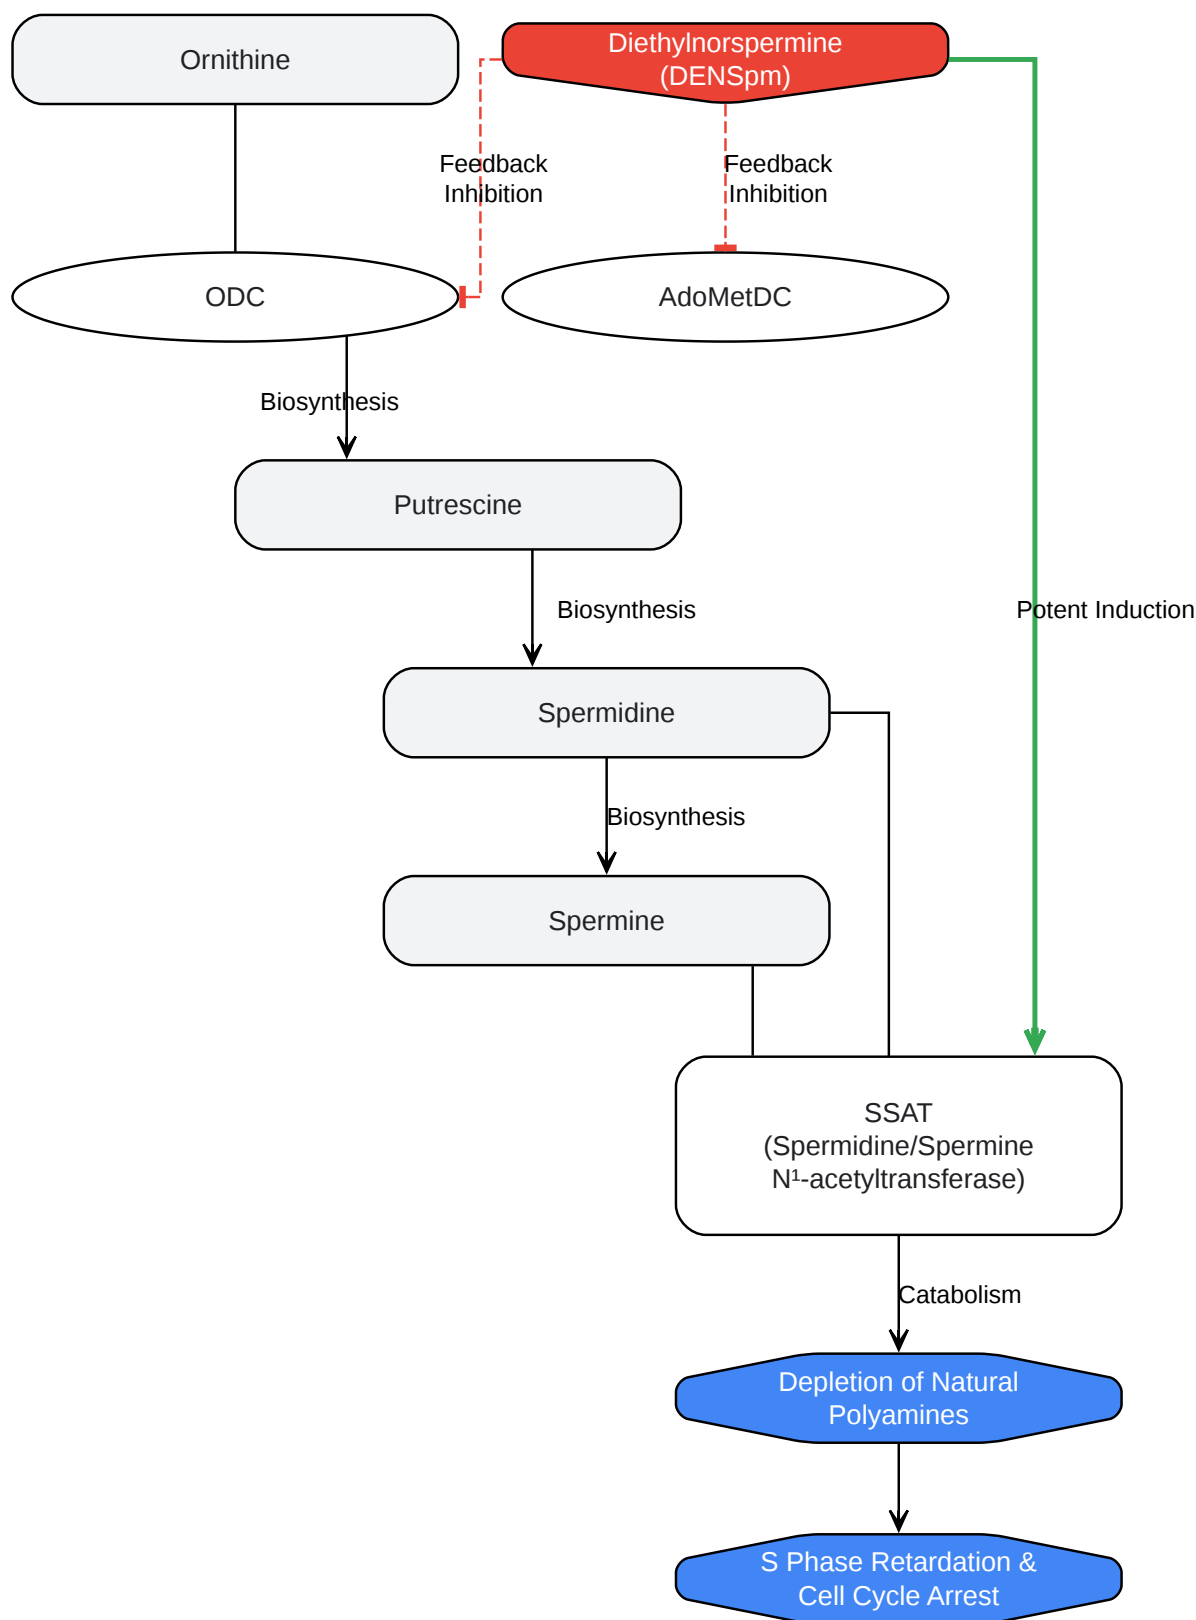 Ornithine
Diethylnorspermine
(DENSpm)
Feedback
Inhibition
Feedback
Inhibition
ODC
AdoMetDC
Biosynthesis
Putrescine
Biosynthesis
Potent Induction
Spermidine
Biosynthesis
Spermine
SSAT
(Spermidine/Spermine
N¹-acetyltransferase)
Catabolism
Depletion of Natural
Polyamines
S Phase Retardation &
Cell Cycle Arrest